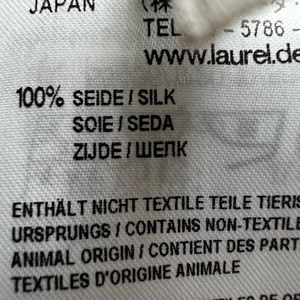 JAPAN (株
TEL 5786 -
www.laurel.de
100% SEIDE / SILK
SOIE / SEDA
ZIJDE / ШЕЛК
ENTHÄLT NICHT TEXTILE TEILE TIERIS
URSPRUNGS / CONTAINS NON-TEXTILE
ANIMAL ORIGIN / CONTIENT DES PART
TEXTILES D'ORIGINE ANIMALE